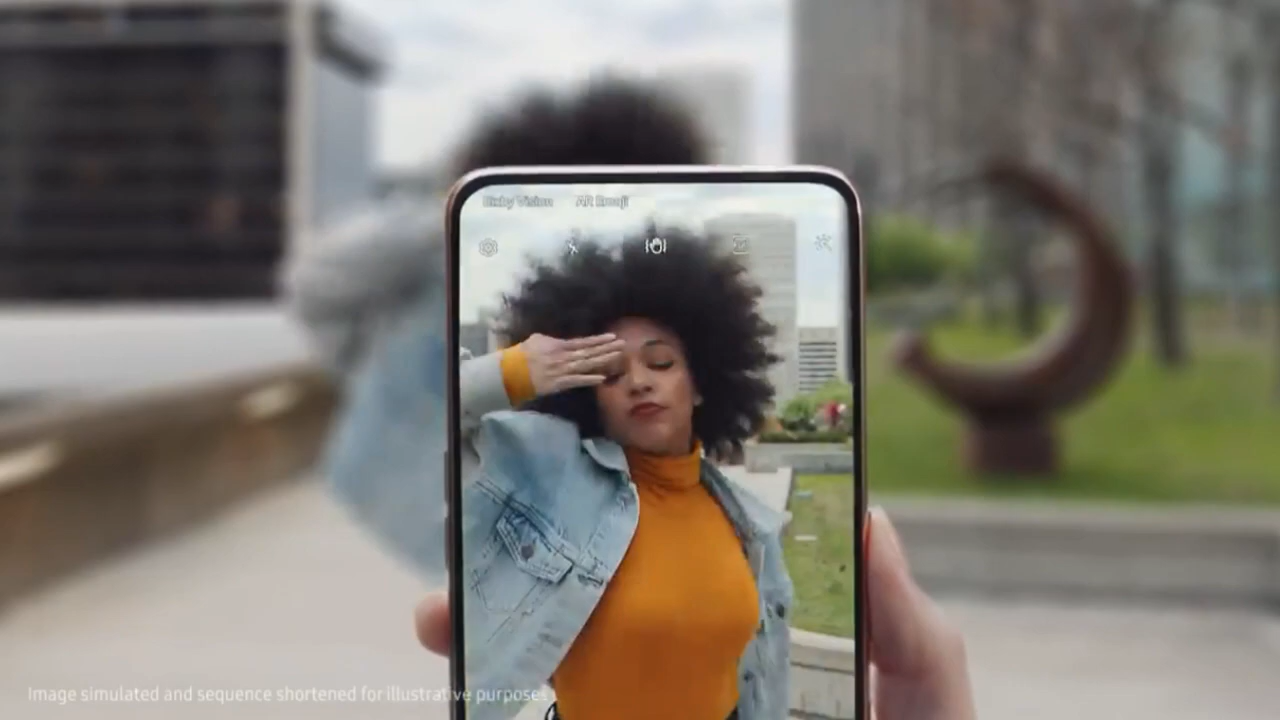 Bixby Vision AR Emoji
Image simulated and sequence shortened for illustrative purposes